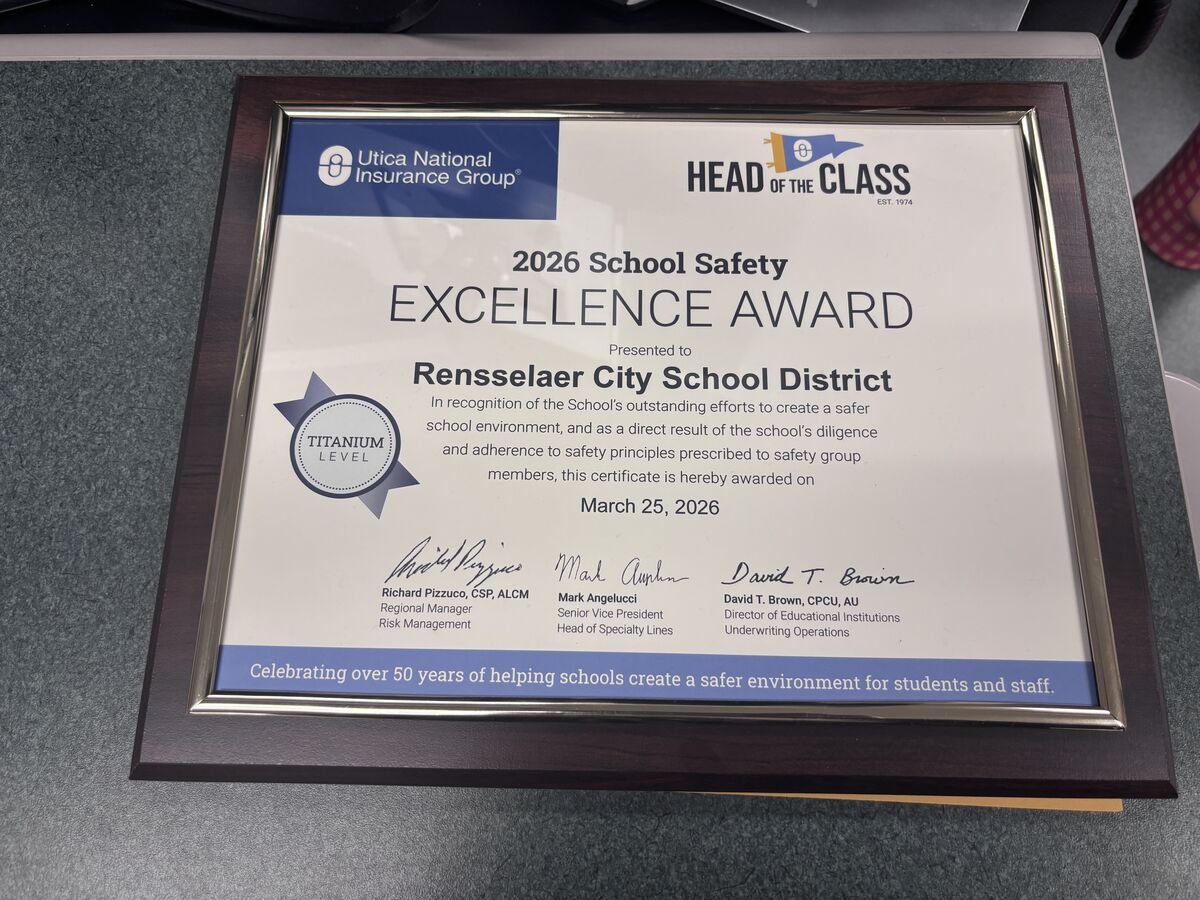 Utica National
Insurance Group®
HEAD OF THE CLASS
EST. 1974
2026 School Safety
EXCELLENCE AWARD
Presented to
Rensselaer City School District
In recognition of the School's outstanding efforts to create a safer
school environment, and as a direct result of the school's diligence
and adherence to safety principles prescribed to safety group
members, this certificate is hereby awarded on
March 25, 2026
TITANIUM
LEVEL
Richard Pizzuco
Mark Angelucci
David T. Brown
Richard Pizzuco, CSP, ALCM
Regional Manager
Risk Management
Mark Angelucci
Senior Vice President
Head of Specialty Lines
David T. Brown, CPCU, AU
Director of Educational Institutions
Underwriting Operations
Celebrating over 50 years of helping schools create a safer environment for students and staff.